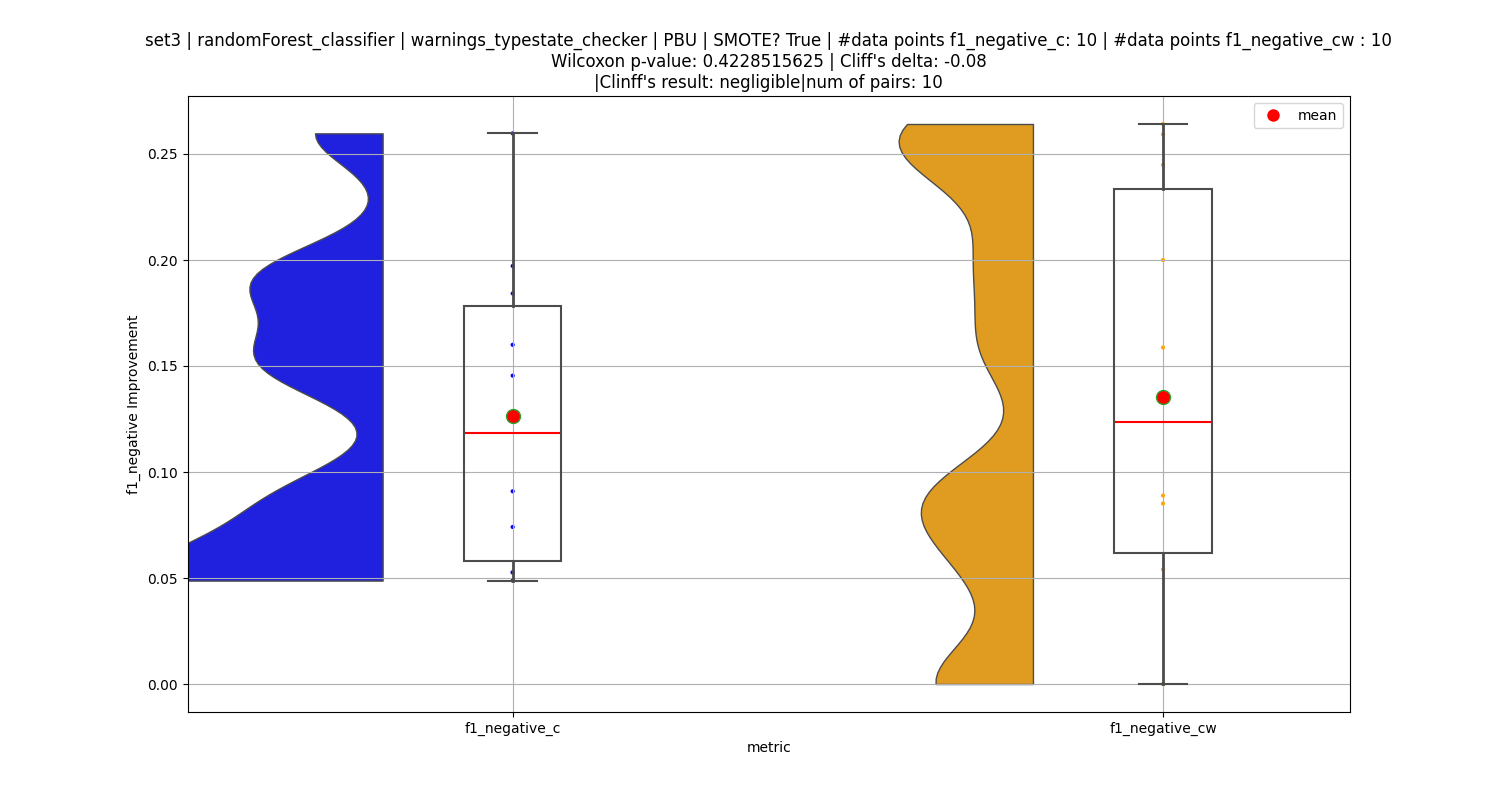 set3 | randomForest_classifier | warnings_typestate_checker | PBU | SMOTE? True | #data points f1_negative_c: 10 | #data points f1_negative_cw : 10
Wilcoxon p-value: 0.4228515625 | Cliff's delta: -0.08
|Clinff's result: negligible|num of pairs: 10
mean
f1_negative Improvement
0.25
0.20
0.15
0.10
0.05
0.00
f1_negative_c
f1_negative_cw
metric